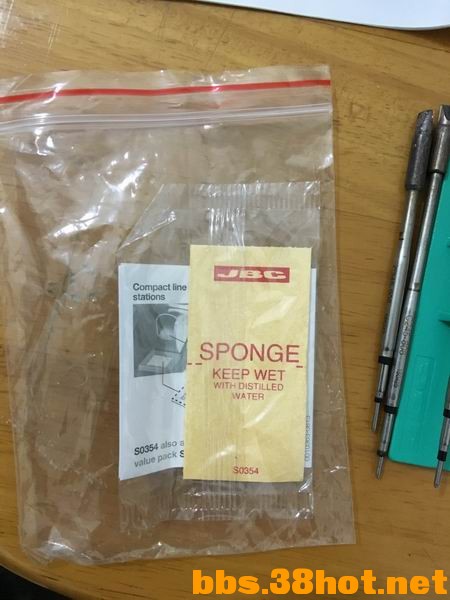 JBC
Compact line
stations
SPONGE
KEEP WET
WITH DISTILLED
WATER
S0354 also a
value pack S
S0354
bbs.38hot.net